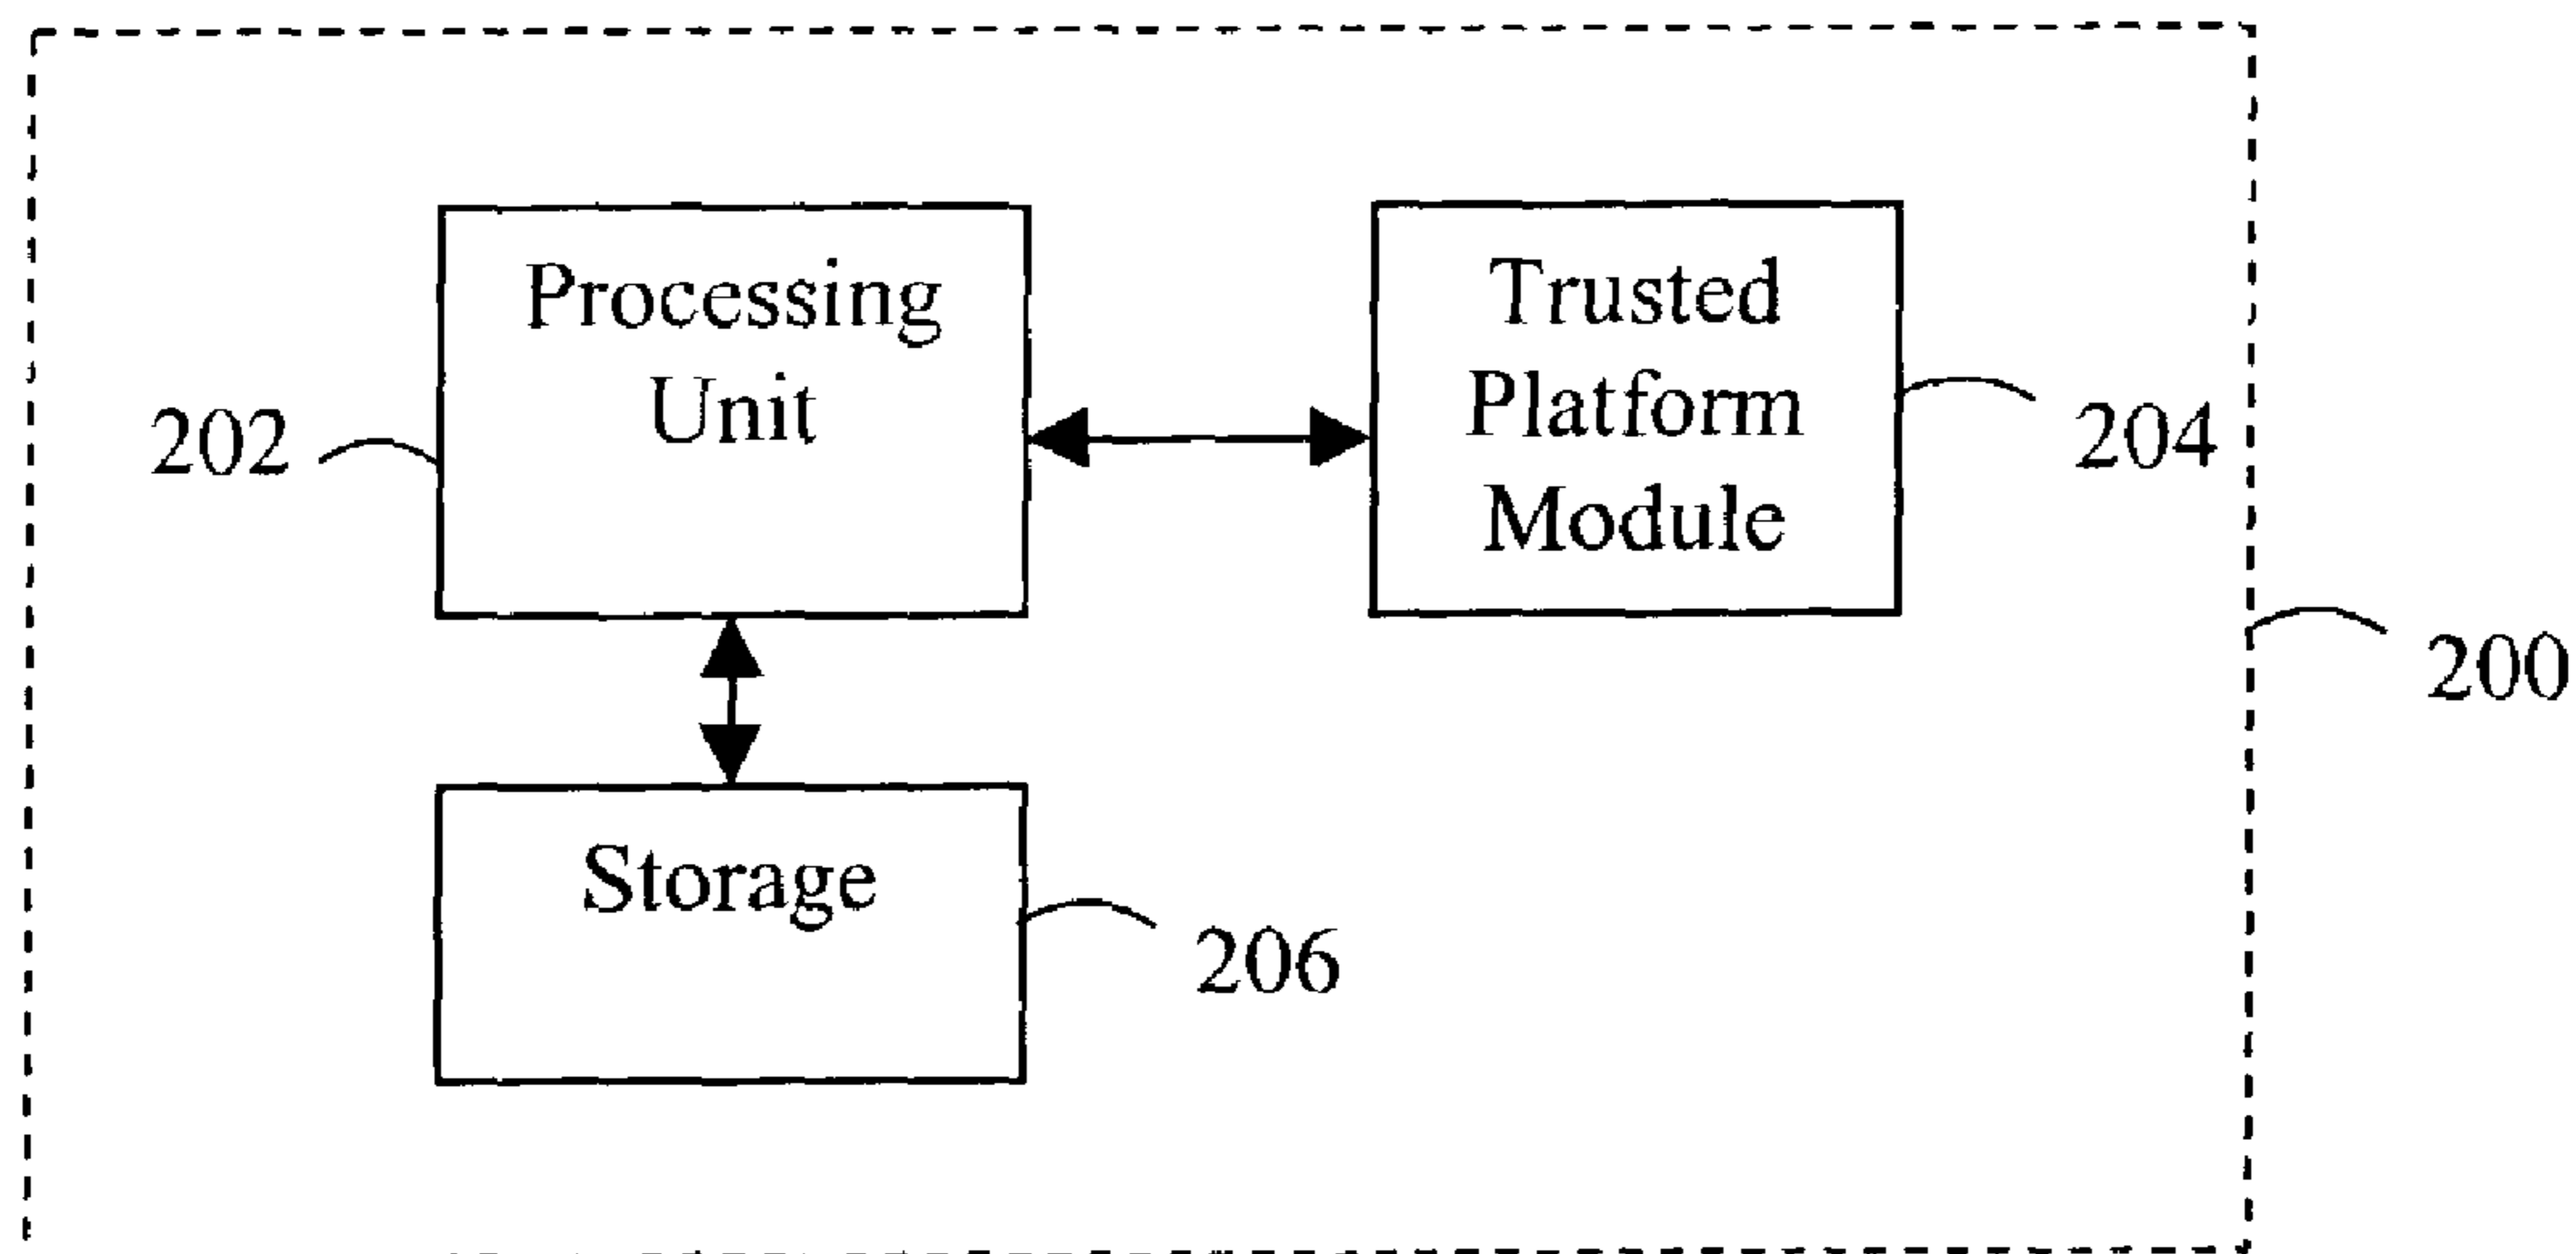 Processing
Unit
Trusted
Platform
Module
202
204
200
Storage
206